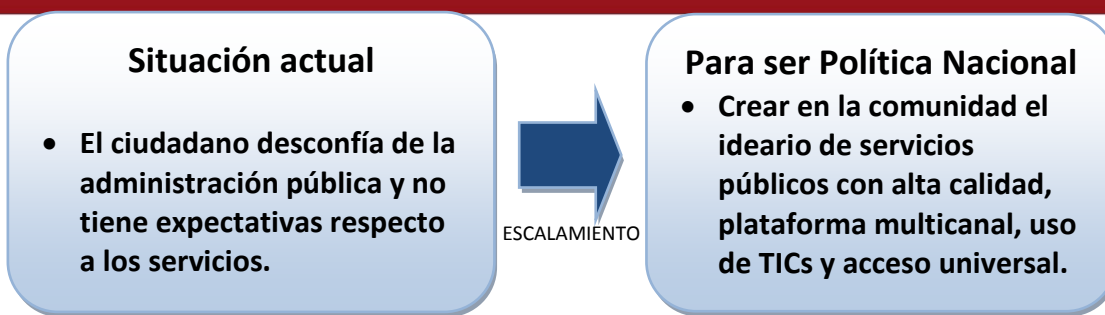 Situación actual
• El ciudadano desconfía de la
administración pública y no
tiene expectativas respecto
a los servicios.
ESCALAMIENTO
Para ser Política Nacional
• Crear en la comunidad el
ideario de servicios
públicos con alta calidad,
plataforma multicanal, uso
de TICs y acceso universal.